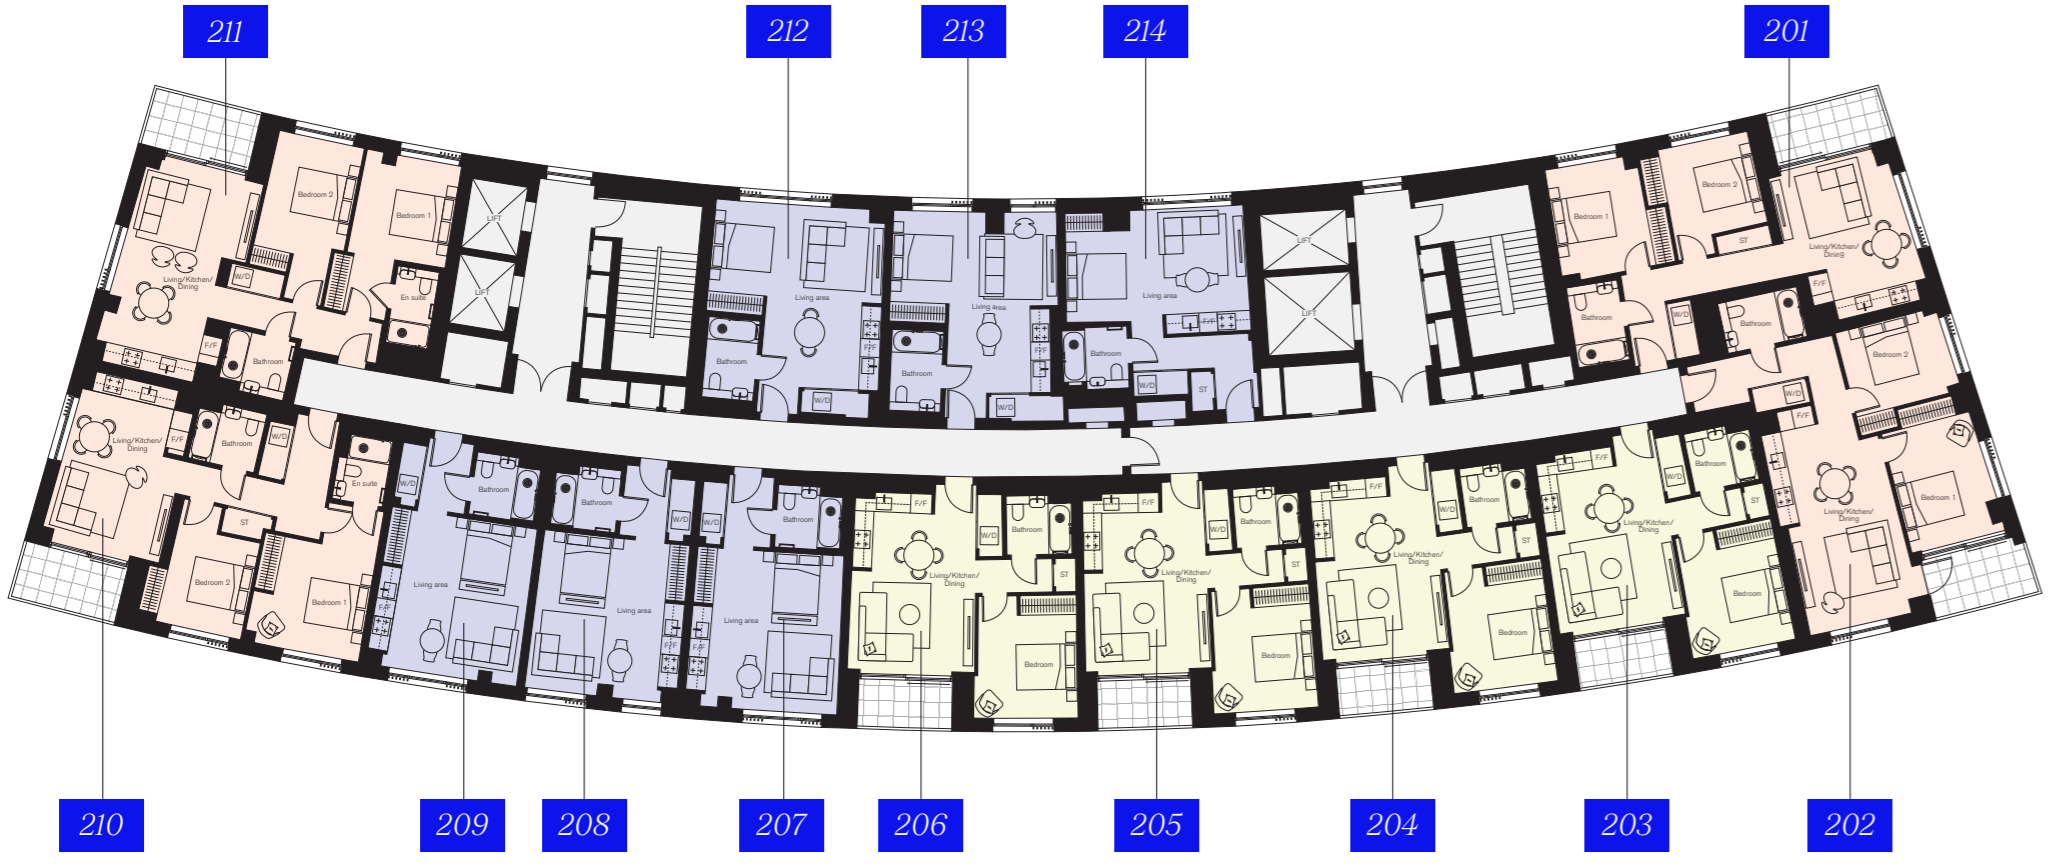 211
212
213
214
201
Bedroom 2
Bedroom 1
LIFT
Living/Kitchen/
Dining
W/D
En suite
LIFT
F/F
Bathroom
Living area
Bathroom
F/F
W/D
Living area
Bathroom
F/F
W/D
Living area
F/F
Bathroom
W/D
ST
LIFT
LIFT
Bedroom 1
Bedroom 2
ST
Living/Kitchen/
Dining
F/F
Bathroom
W/D
Bathroom
Bedroom 2
W/D
F/F
Living/Kitchen/
Dining
Bedroom 1
Living/Kitchen/
Dining
F/F
Bathroom
W/D
En suite
ST
Bedroom 2
Bedroom 1
W/D
Bathroom
Living area
F/F
Bathroom
W/D
Living area
F/F
W/D
Bathroom
Living area
F/F
F/F
W/D
Bathroom
ST
Living/Kitchen/
Dining
Bedroom
F/F
W/D
Bathroom
ST
Living/Kitchen/
Dining
Bedroom
F/F
W/D
Bathroom
ST
Living/Kitchen/
Dining
Bedroom
F/F
W/D
Bathroom
ST
Living/Kitchen/
Dining
Bedroom
210
209
208
207
206
205
204
203
202